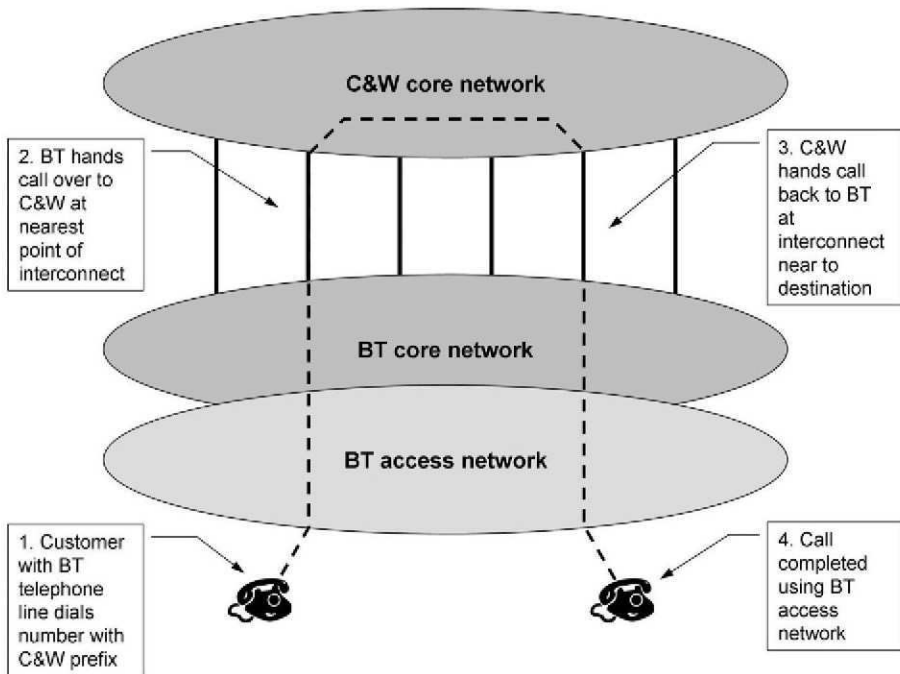 C&W core network
2. BT hands
call over to
C&W at
nearest
point of
interconnect
3. C&W
hands call
back to BT
at
interconnect
near to
destination
BT core network
BT access network
1. Customer
with BT
telephone
line dials
number with
C&W prefix
4. Call
completed
using BT
access
network